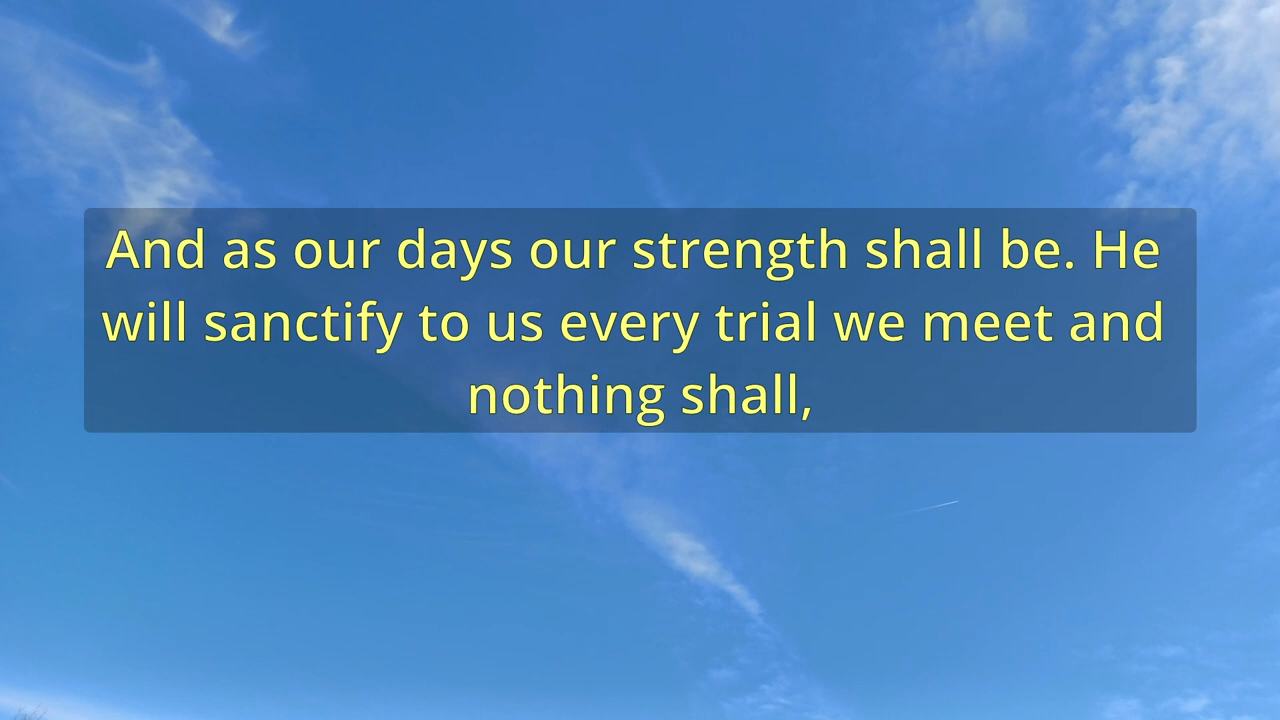 And as our days our strength shall be. He
will sanctify to us every trial we meet and
nothing shall,